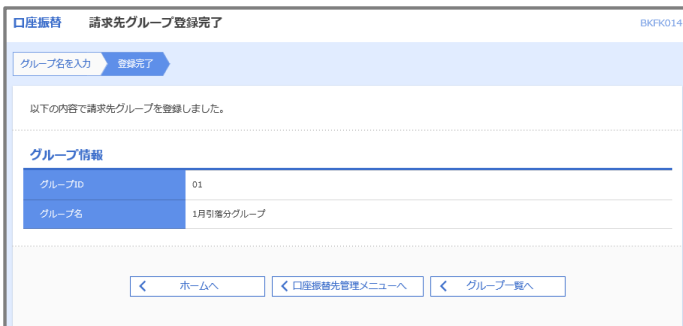 口座振替 請求先グループ登録完了 BKFK014
グループ名を入力 登録完了
以下の内容で請求先グループを登録しました。
グループ情報
グループID 01
グループ名 1月引落分グループ
ホームへ 口座振替先管理メニューへ グループ一覧へ